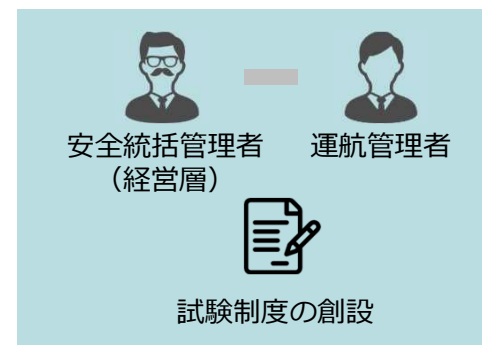 安全統括管理者
運航管理者
（経営層）
試験制度の創設